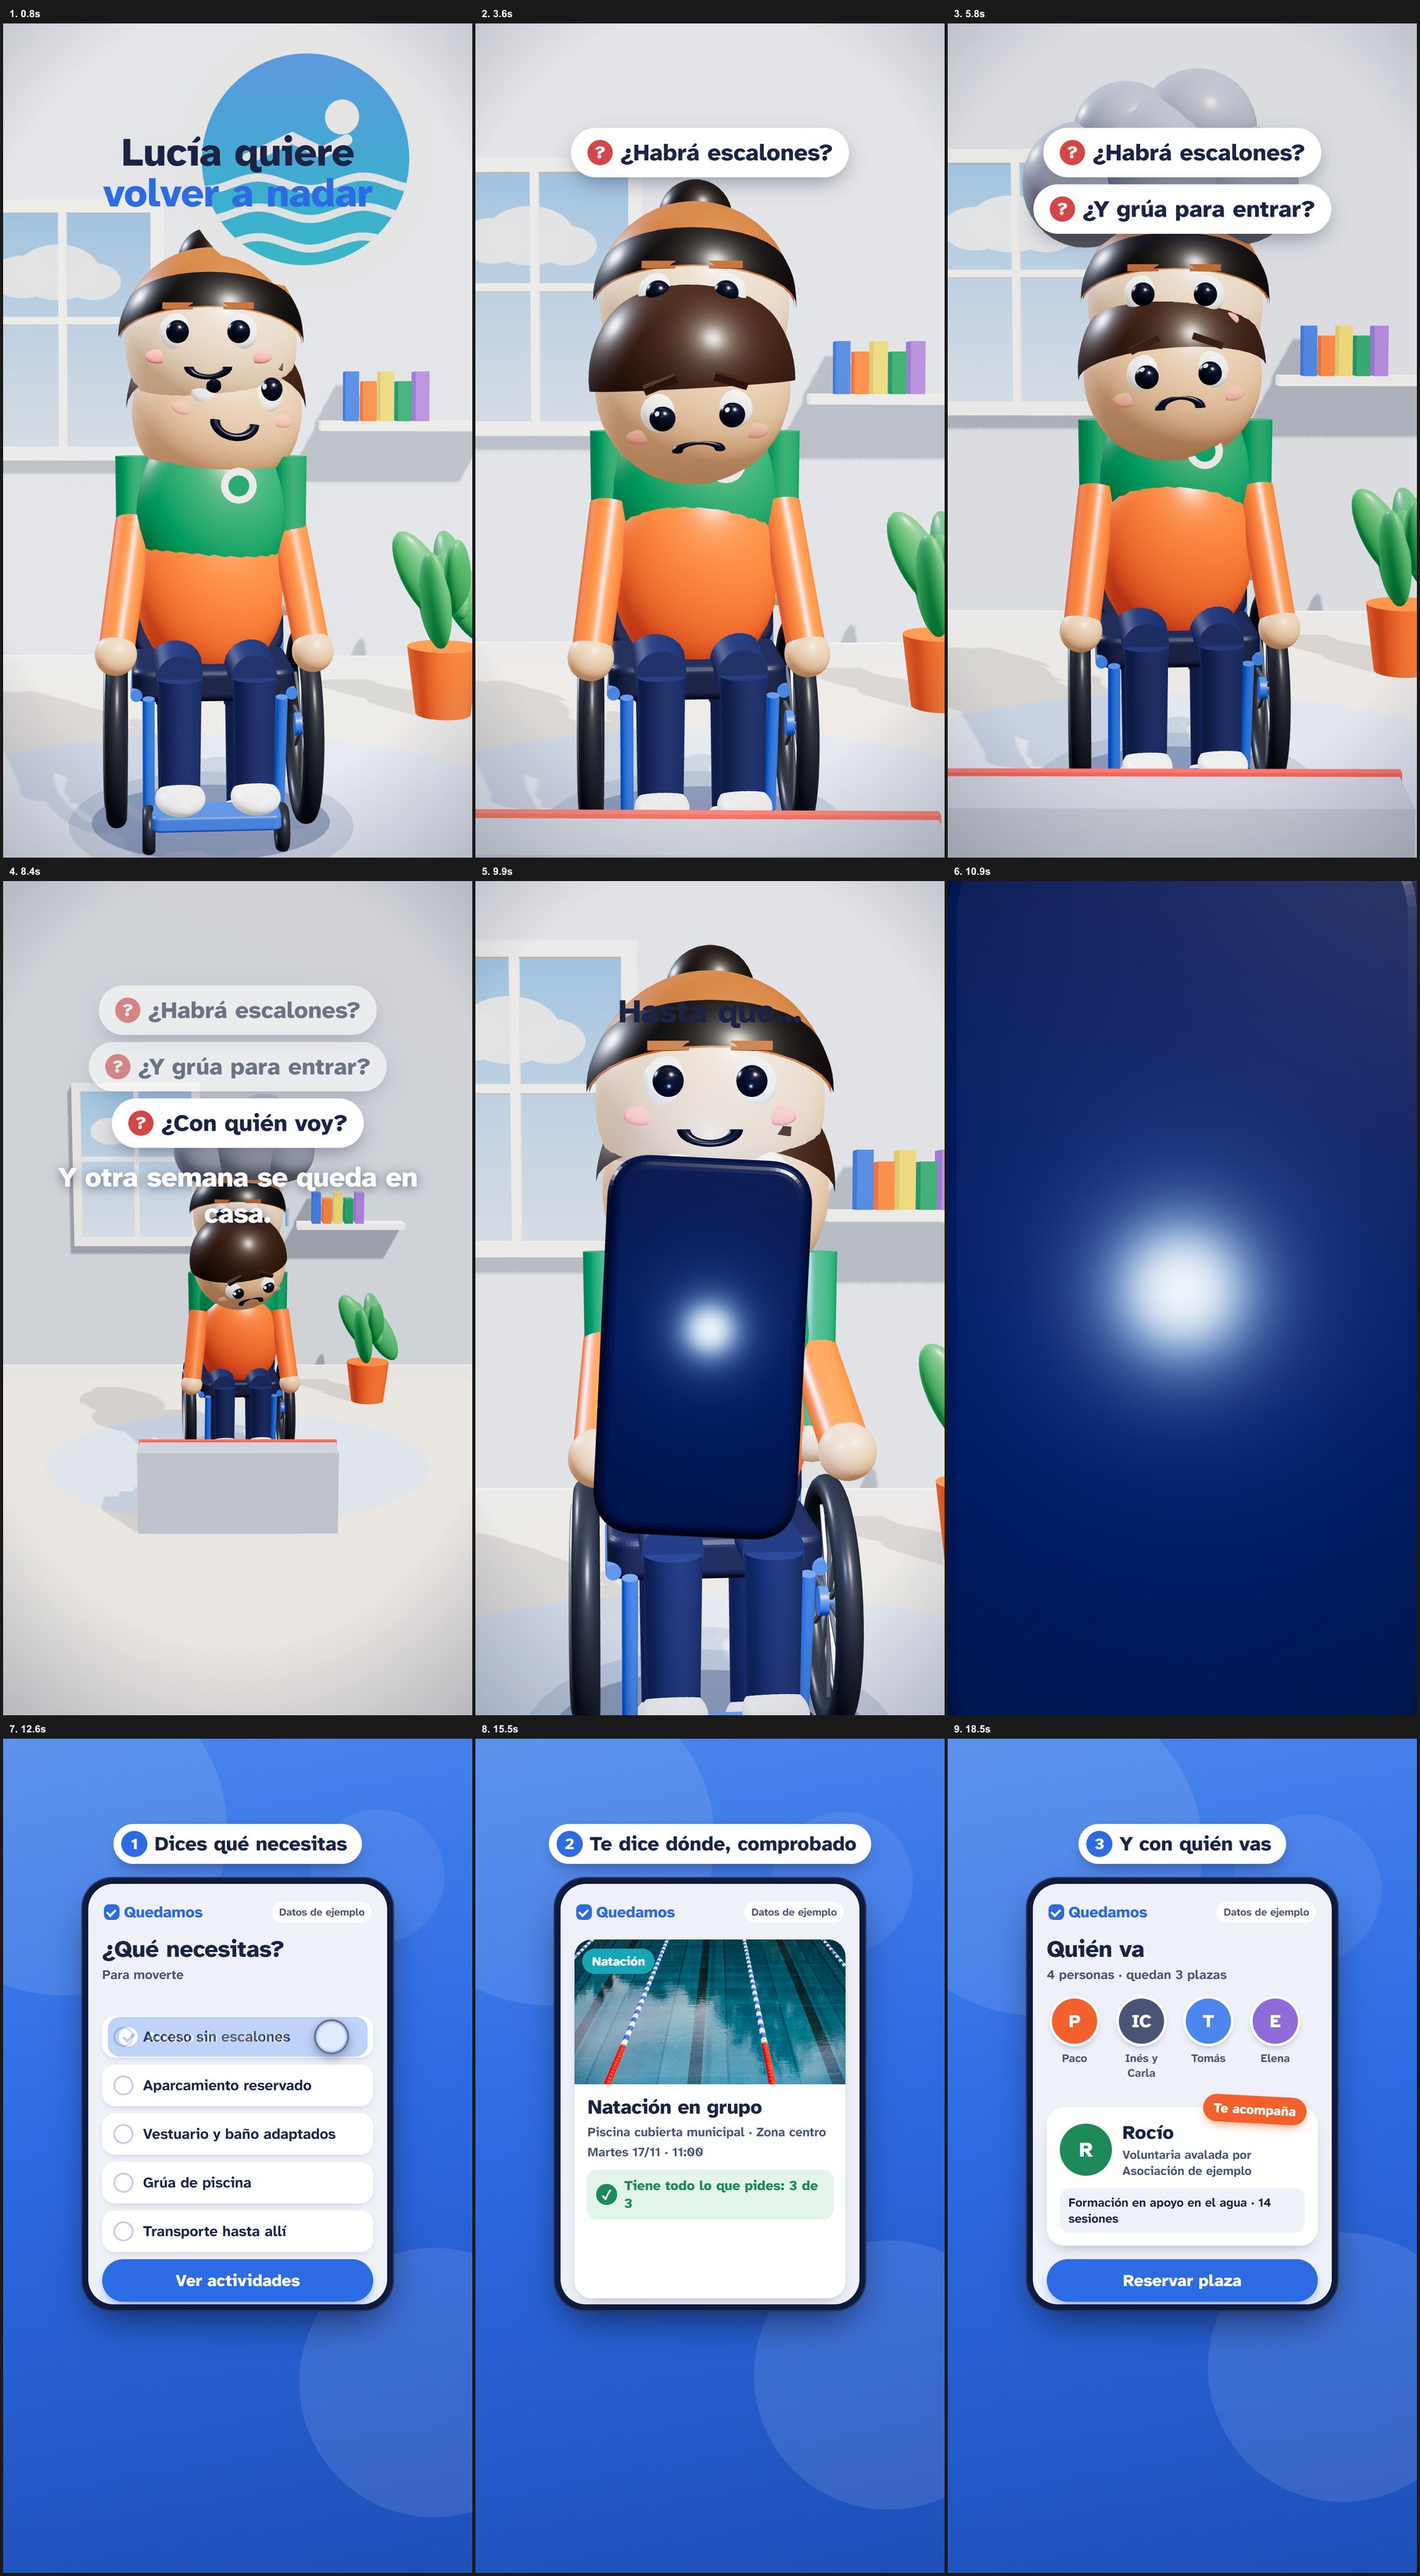 1. 0.8s
Lucía quiere
volver a nadar
2. 3.6s
? ¿Habrá escalones?
3. 5.8s
? ¿Habrá escalones?
? ¿Y grúa para entrar?
4. 8.4s
? ¿Habrá escalones?
? ¿Y grúa para entrar?
? ¿Con quién voy?
Y otra semana se queda en
casa.
5. 9.9s
Hasta que...
6. 10.9s
7. 12.6s
1 Dices qué necesitas
Quedamos
Datos de ejemplo
¿Qué necesitas?
Para moverte
Acceso sin escalones
Aparcamiento reservado
Vestuario y baño adaptados
Grúa de piscina
Transporte hasta allí
Ver actividades
8. 15.5s
2 Te dice dónde, comprobado
Quedamos
Datos de ejemplo
Natación
Natación en grupo
Piscina cubierta municipal · Zona centro
Martes 17/11 · 11:00
Tiene todo lo que pides: 3 de
3
9. 18.5s
3 Y con quién vas
Quedamos
Datos de ejemplo
Quién va
4 personas · quedan 3 plazas
P
IC
T
E
Paco
Inés y
Carla
Tomás
Elena
Te acompaña
R
Rocío
Voluntaria avalada por
Asociación de ejemplo
Formación en apoyo en el agua · 14
sesiones
Reservar plaza